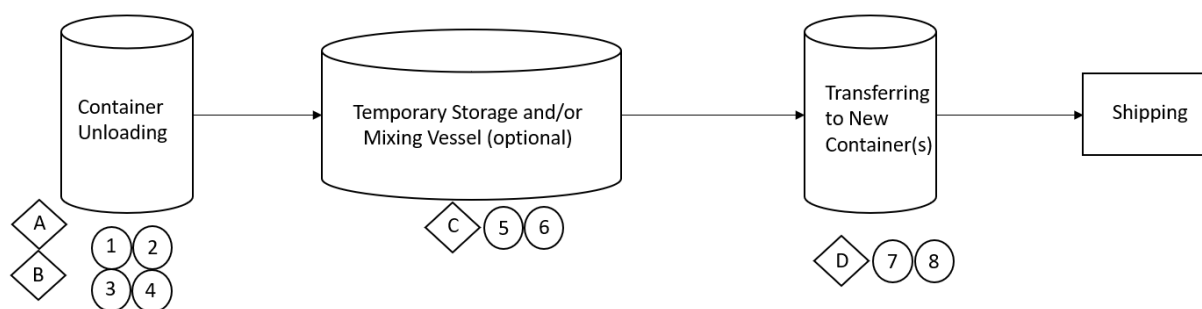 Container
Unloading
Temporary Storage and/or
Mixing Vessel (optional)
Transferring
to New
Container(s)
Shipping
A
B
1 2
3 4
C 5 6
D 7 8